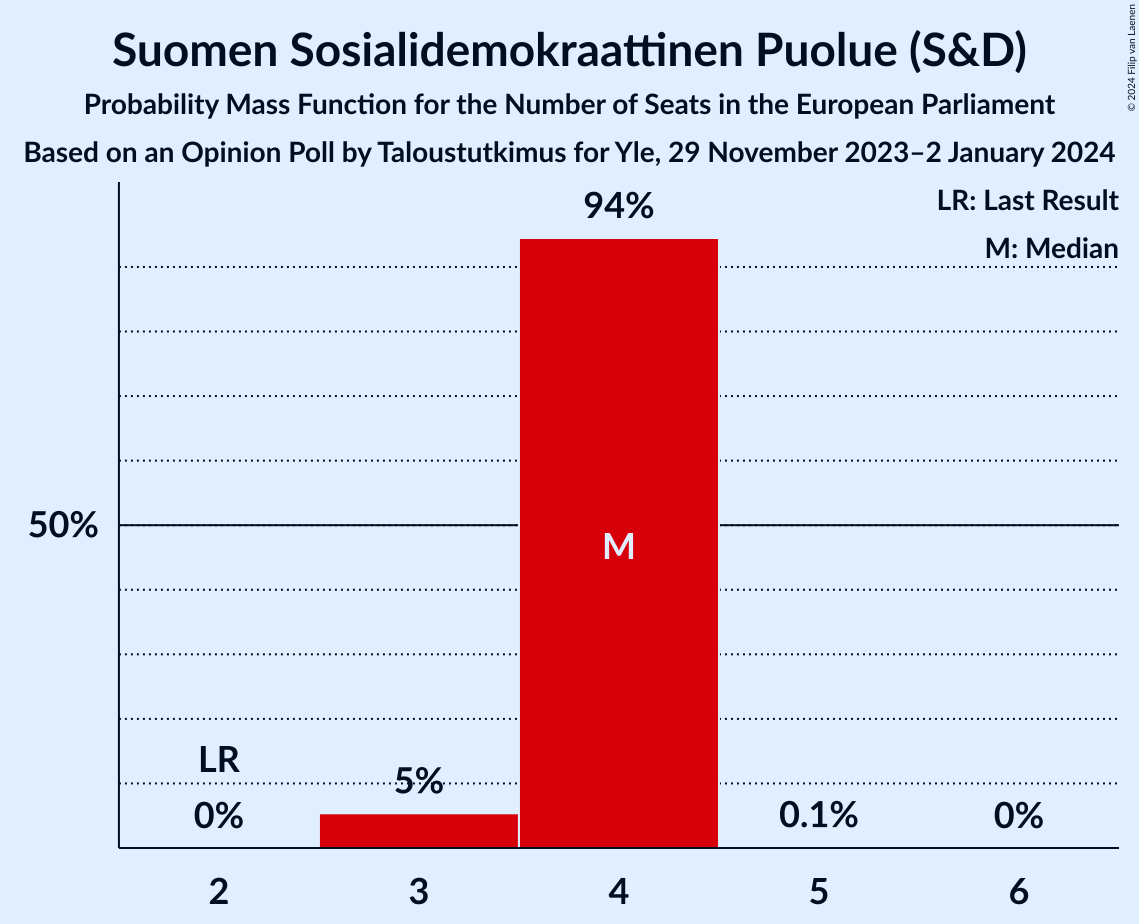 Suomen Sosialidemokraattinen Puolue (S&D)
Probability Mass Function for the Number of Seats in the European Parliament
Based on an Opinion Poll by Taloustutkimus for Yle, 29 November 2023–2 January 2024
© 2024 Filip van Laenen
LR: Last Result
M: Median
94%
50%
M
LR
5%
0%
0.1%
0%
2 3 4 5 6